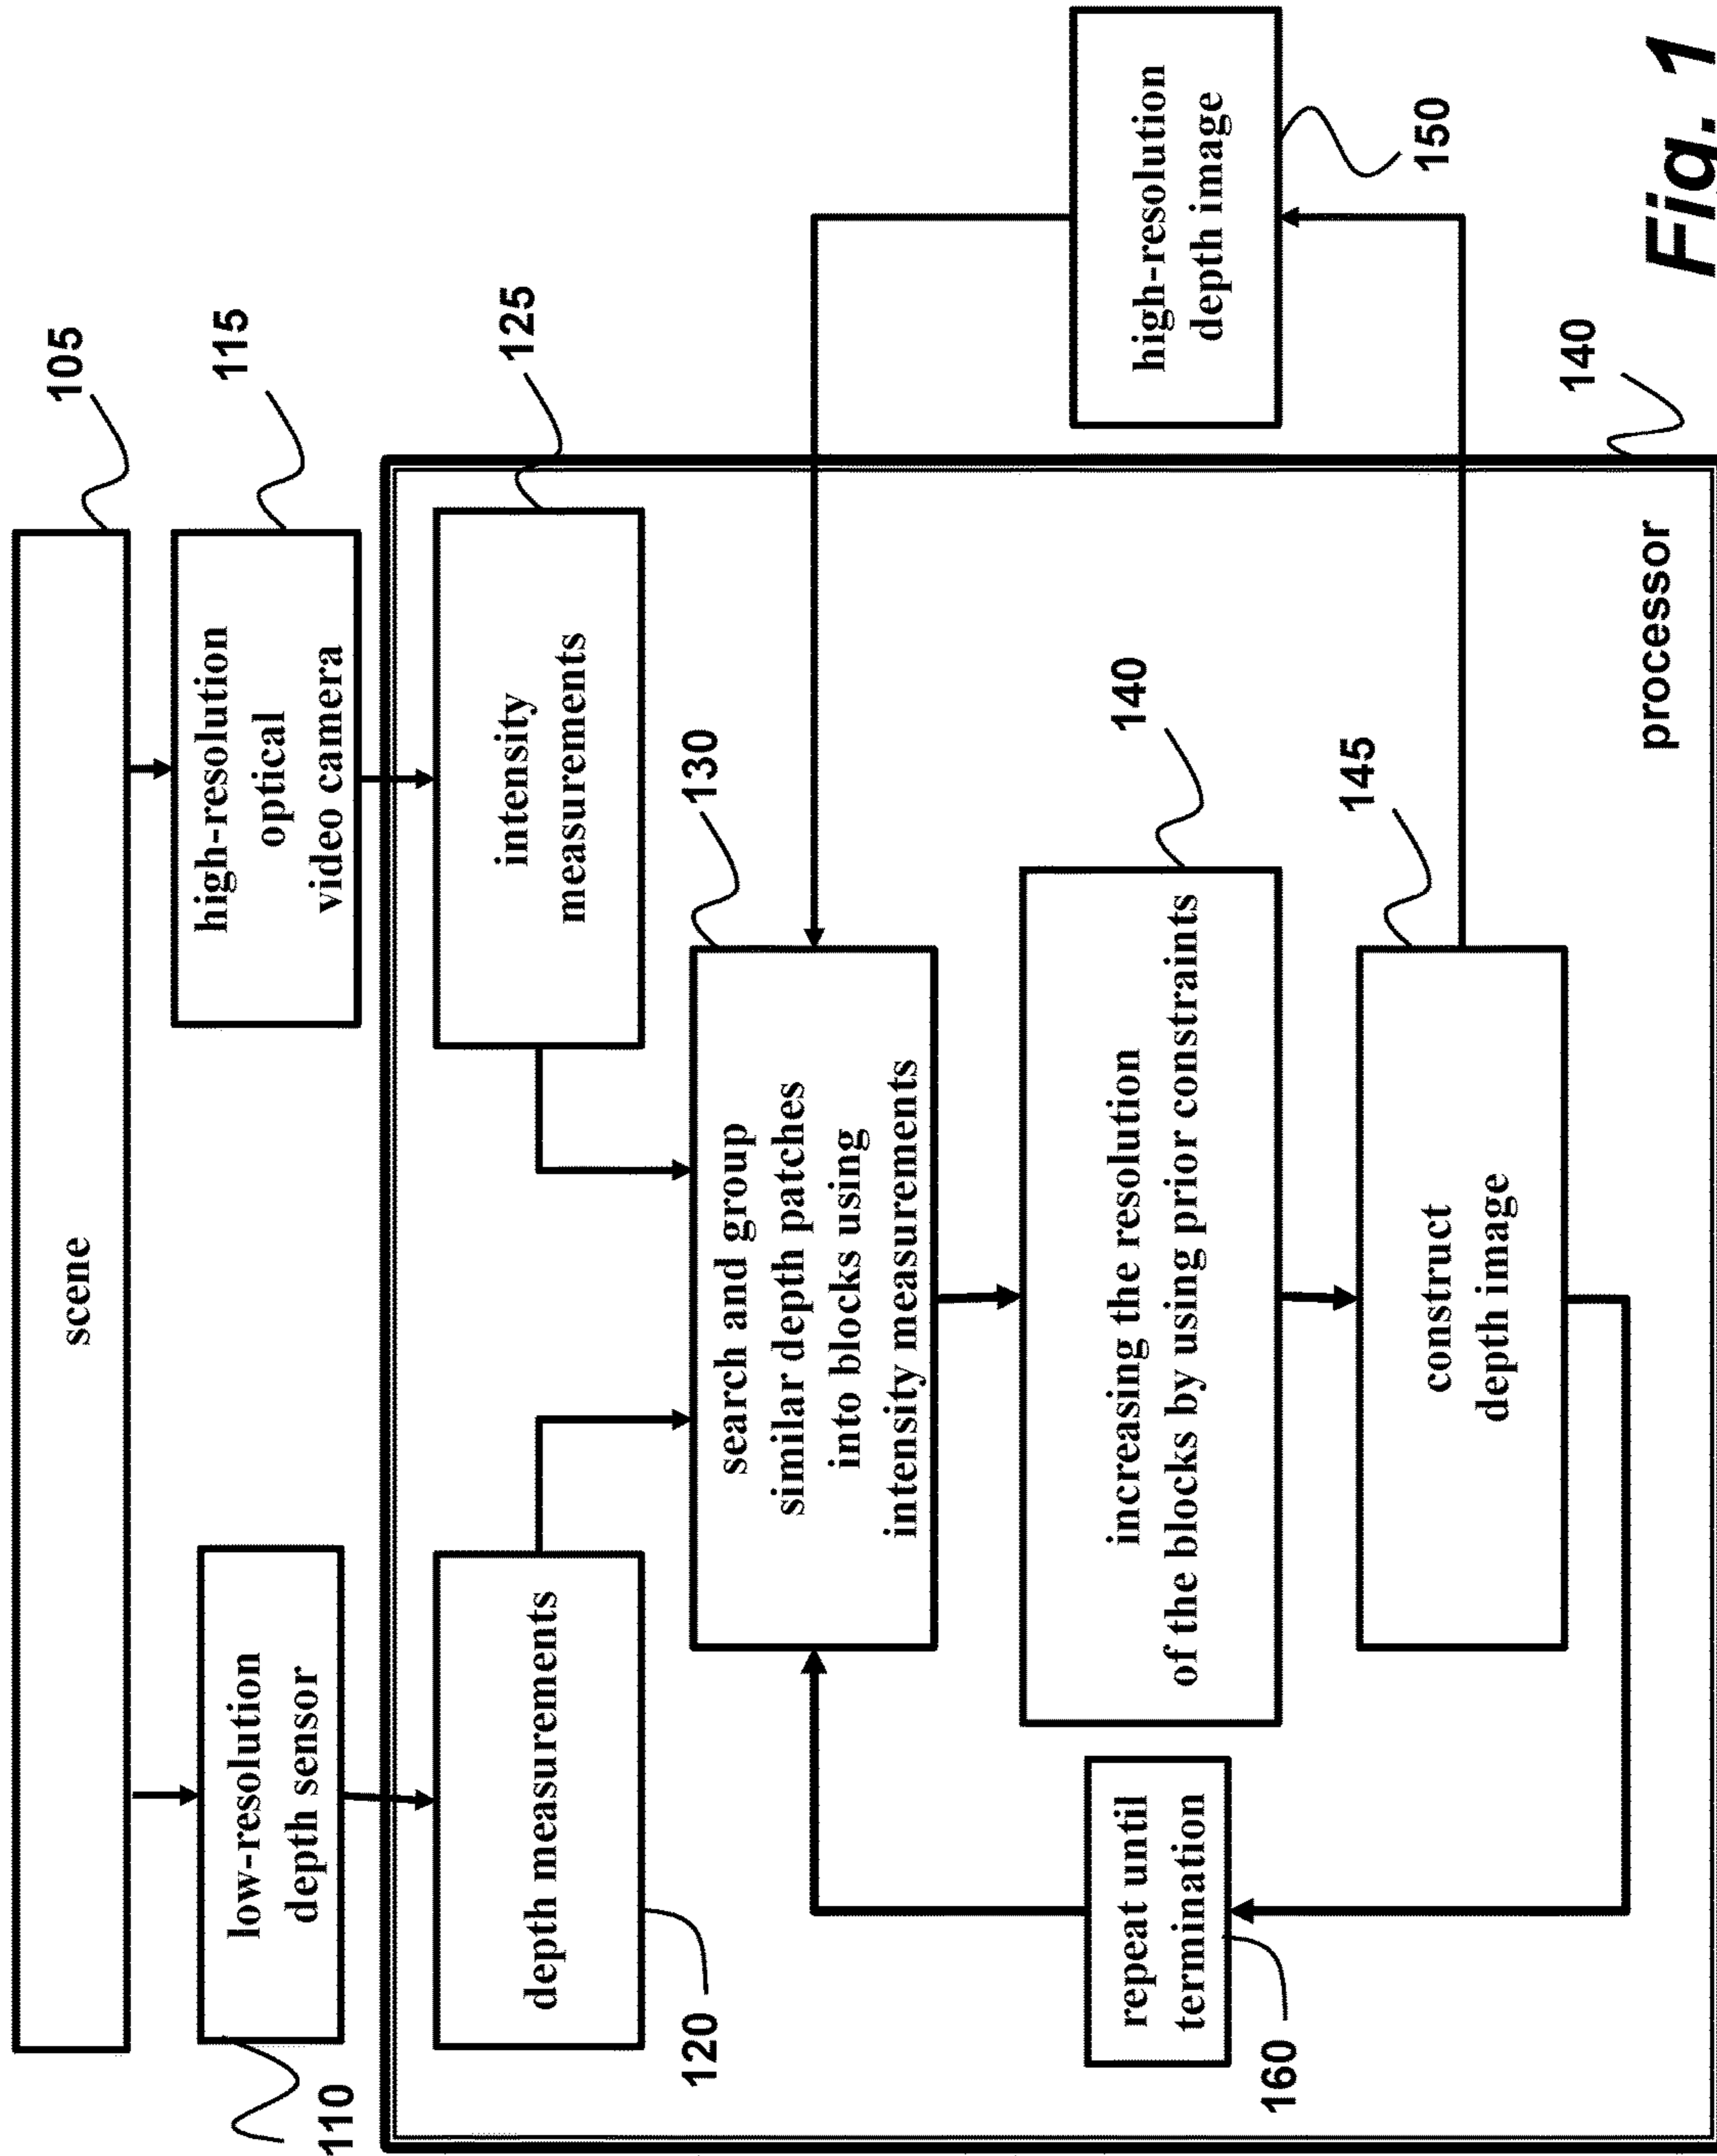 scene
105
low-resolution
depth sensor
110
high-resolution
optical
video camera
115
depth measurements
120
intensity
measurements
125
search and group
similar depth patches
into blocks using
intensity measurements
130
increasing the resolution
of the blocks by using prior constraints
140
construct
depth image
145
repeat until
termination
160
high-resolution
depth image
150
processor
140
Fig. 1